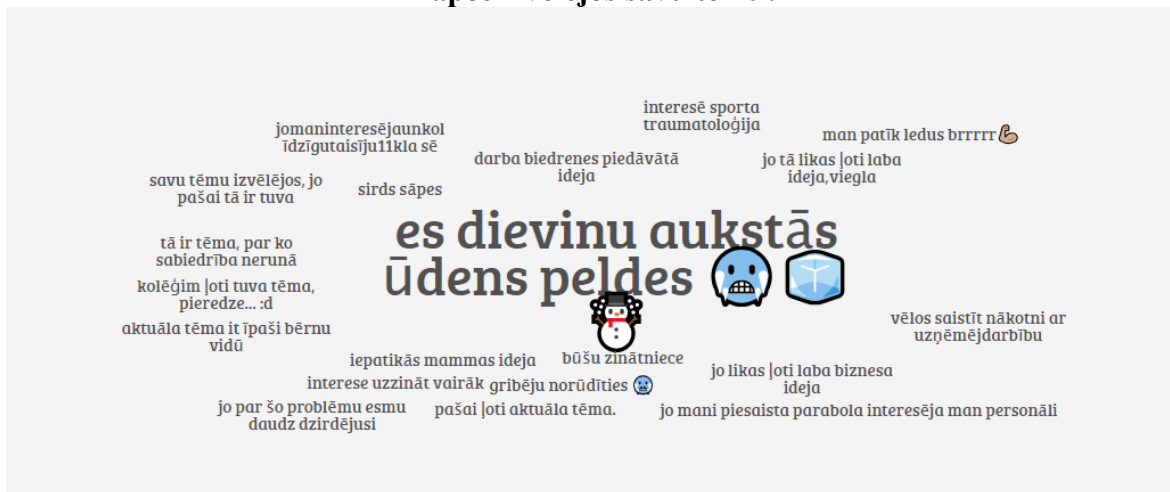 interesē sporta
traumatoloģija
jomaninteresējaunkol
īdzīgutaisīju11kla sē
man patīk ledus brrrrr💪🏽
darba biedrenes piedāvātā
ideja
jo tā likas ļoti laba
ideja,viegla
savu tēmu izvēlējos, jo
pašai tā ir tuva
sirds sāpes
es dievinu aukstās
ūdens peldes 🥶🧊
☃️
tā ir tēma, par ko
sabiedrība nerunā
kolēģim ļoti tuva tēma,
pieredze... :d
aktuāla tēma it īpaši bērnu
vidū
vēlos saistīt nākotni ar
uzņēmējdarbību
iepatikās mammas ideja
būšu zinātniece
jo likas ļoti laba biznesa
ideja
interese uzzināt vairāk
gribēju norūdīties 🥶
jo par šo problēmu esmu
daudz dzirdējusi
pašai ļoti aktuāla tēma.
jo mani piesaista parabola
interesēja man personāli